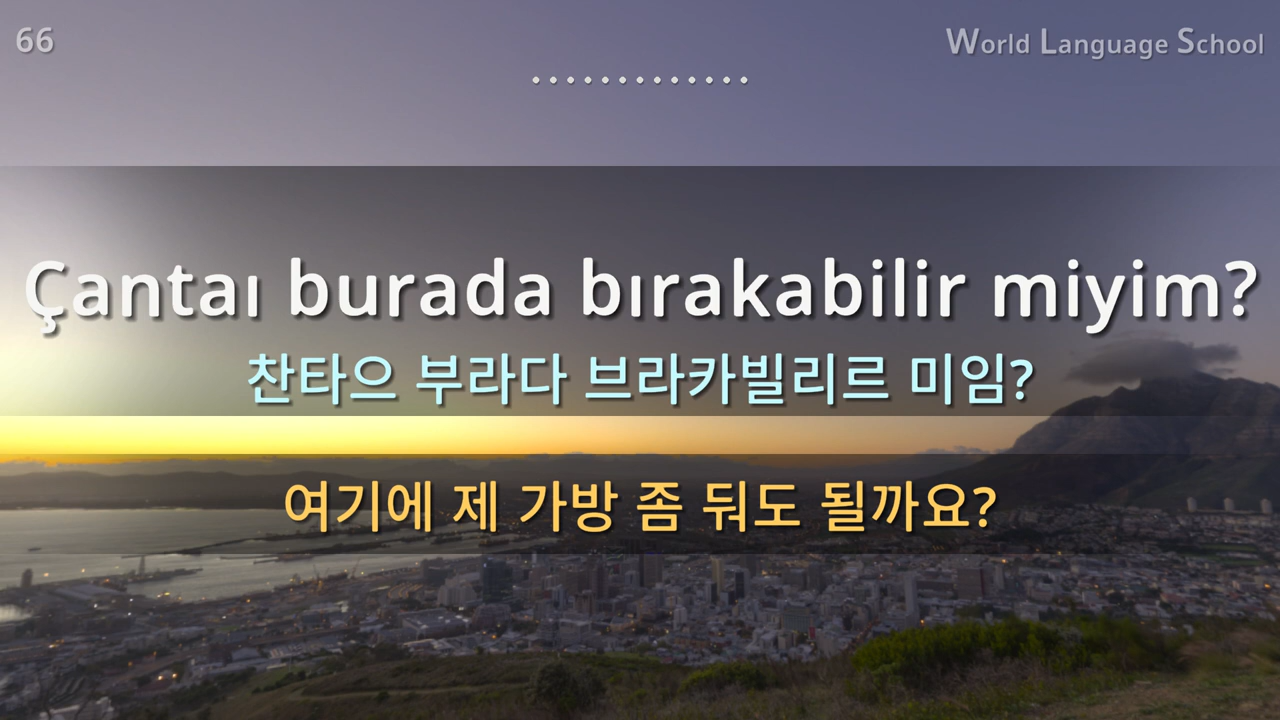 66
World Language School
Çantaı burada bırakabilir miyim?
찬타으 부라다 브라카빌리르 미임?
여기에 제 가방 좀 둬도 될까요?